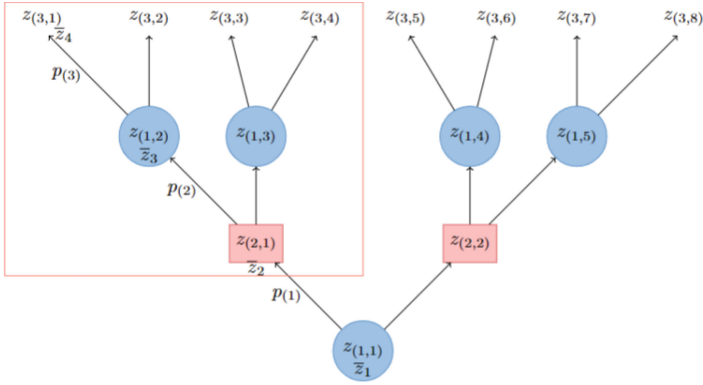 z(3,1) z(3,2) z(3,3) z(3,4) z(3,5) z(3,6) z(3,7) z(3,8)
z̅4
p(3)
z(1,2) z(1,3) z(1,4) z(1,5)
z̅3
p(2)
z(2,1) z(2,2)
z̅2
p(1)
z(1,1)
z̅1